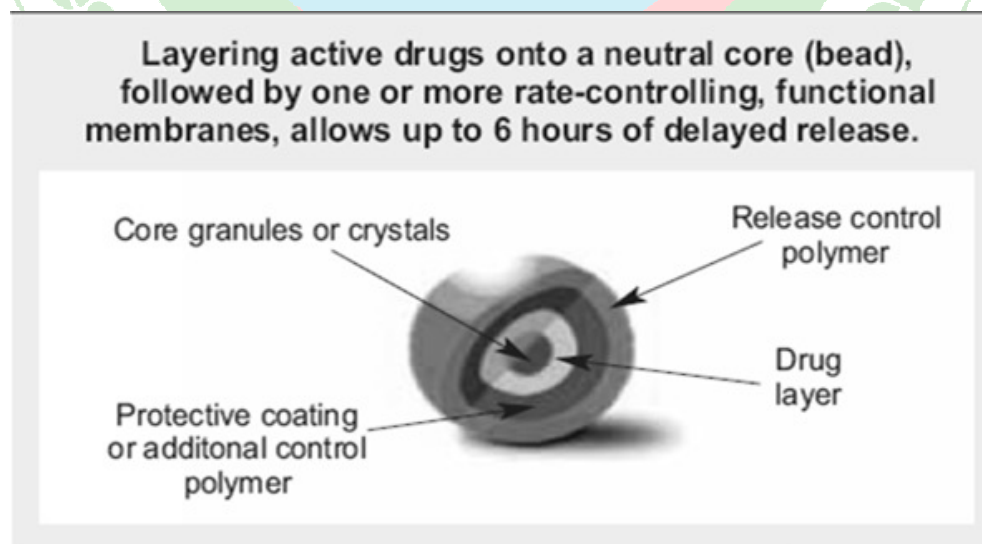 Layering active drugs onto a neutral core (bead),
followed by one or more rate-controlling, functional
membranes, allows up to 6 hours of delayed release.
Core granules or crystals
Release control
polymer
Drug
layer
Protective coating
or additonal control
polymer